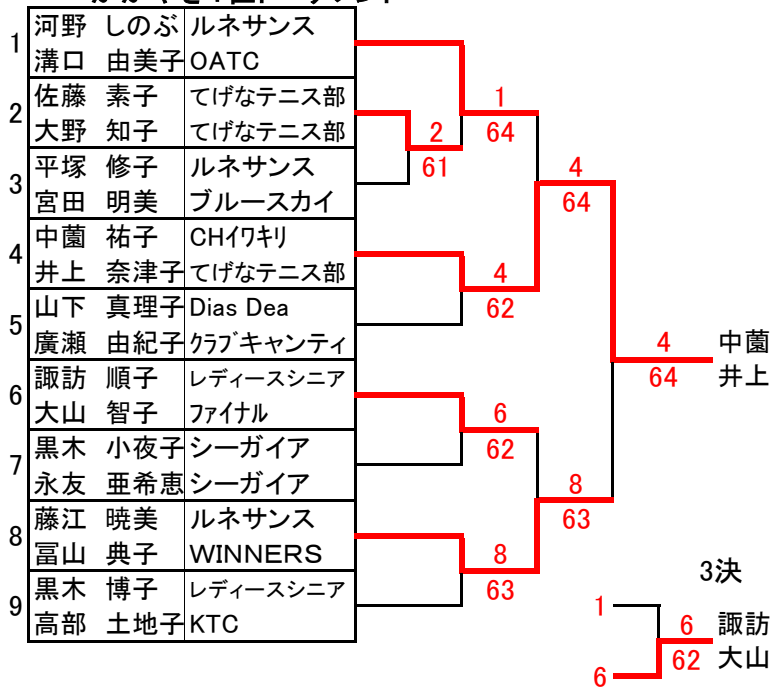 1 河野 しのぶ ルネサンス
溝口 由美子 OATC
2 佐藤 素子 てげなテニス部
大野 知子 てげなテニス部
3 平塚 修子 ルネサンス
宮田 明美 ブルースカイ
4 中薗 祐子 CHイワキリ
井上 奈津子 てげなテニス部
5 山下 真理子 Dias Dea
廣瀬 由紀子 クラブキャンティ
6 諏訪 順子 レディースシニア
大山 智子 ファイナル
7 黒木 小夜子 シーガイア
永友 亜希恵 シーガイア
8 藤江 暁美 ルネサンス
冨山 典子 WINNERS
9 黒木 博子 レディースシニア
高部 土地子 KTC
2
61
1
64
4
62
6
62
8
63
4
64
8
63
4
64
中薗
井上
3決
1
6
6
62
諏訪
大山